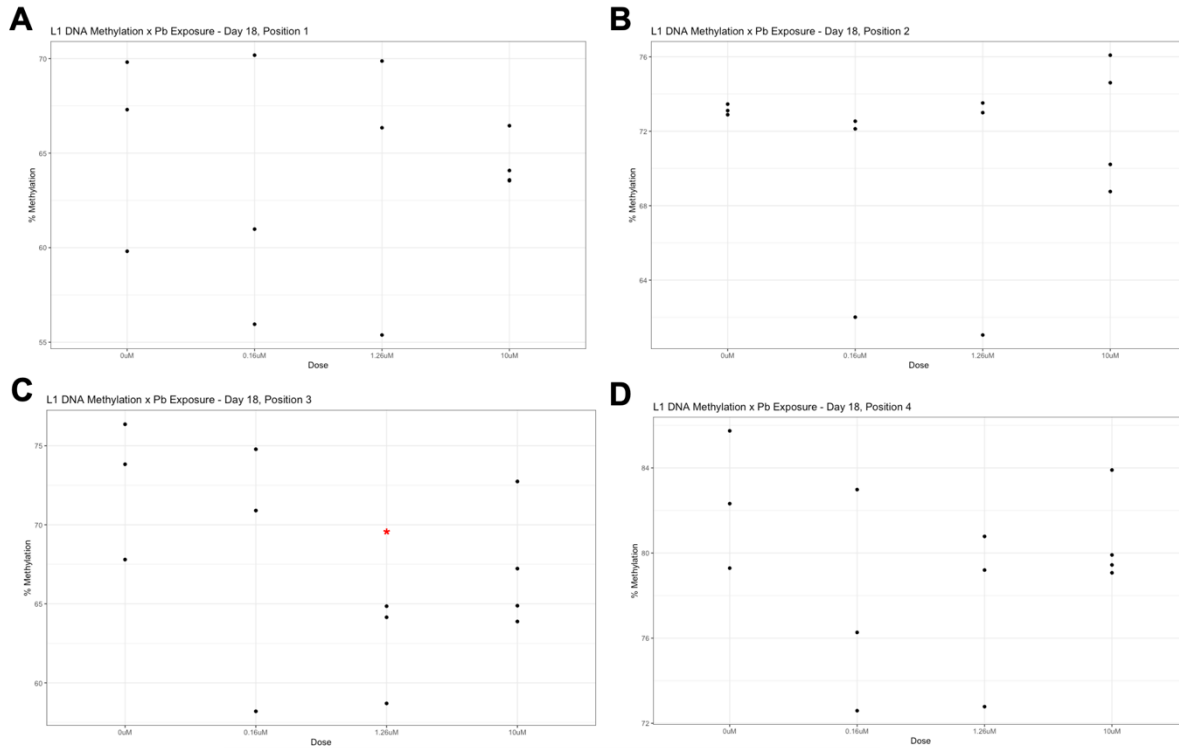 A
L1 DNA Methylation x Pb Exposure - Day 18, Position 1
% Methylation
70
65
60
55
0uM
0.16uM
1.26uM
10uM
Dose
B
L1 DNA Methylation x Pb Exposure - Day 18, Position 2
% Methylation
76
72
68
64
0uM
0.16uM
1.26uM
10uM
Dose
C
L1 DNA Methylation x Pb Exposure - Day 18, Position 3
% Methylation
75
70
65
60
*
0uM
0.16uM
1.26uM
10uM
Dose
D
L1 DNA Methylation x Pb Exposure - Day 18, Position 4
% Methylation
84
80
76
72
0uM
0.16uM
1.26uM
10uM
Dose